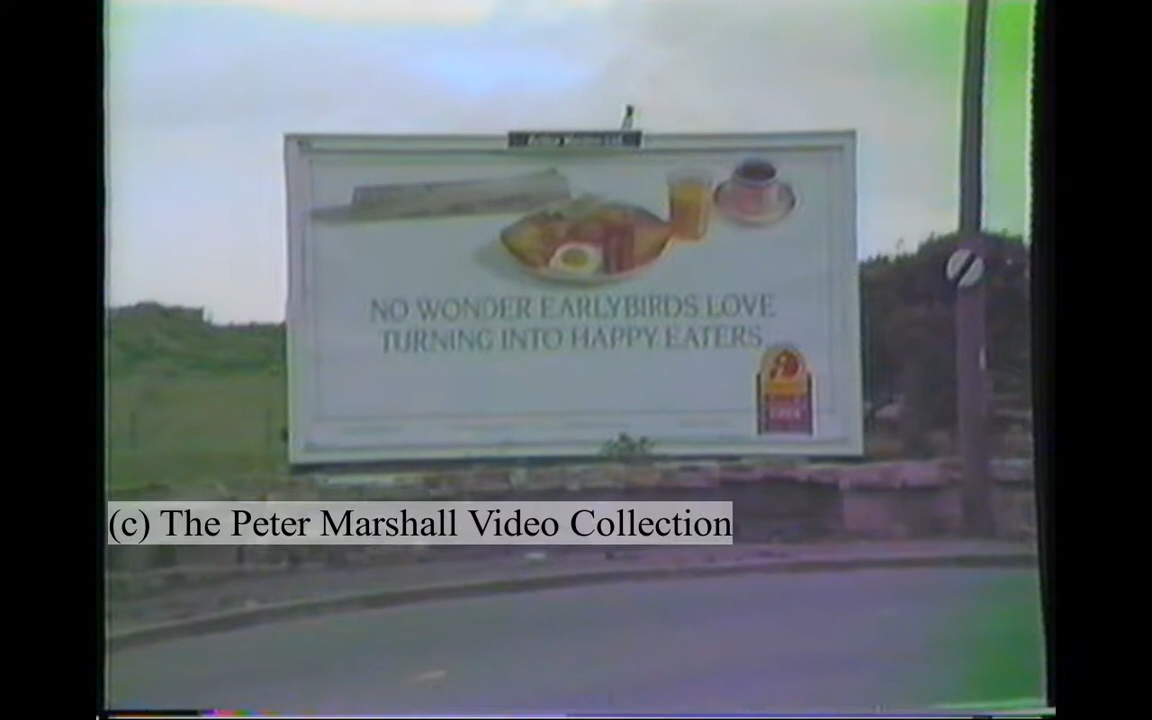 NO WONDER EARLYBIRDS LOVE
TURNING INTO HAPPY EATERS
(c) The Peter Marshall Video Collection